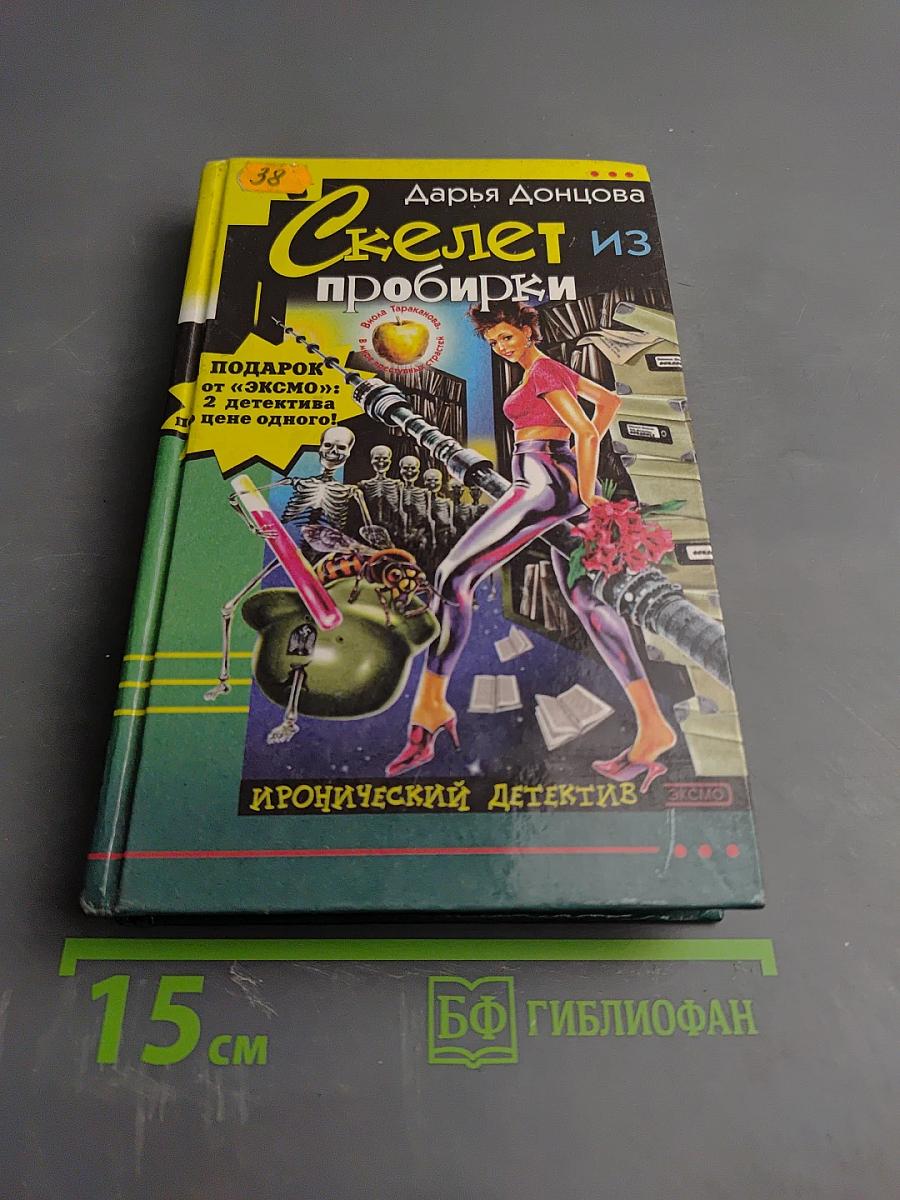 38
Дарья Донцова
Скелет из
пробирки
Виола Тараканова.
В мире преступных страстей
ПОДАРОК
от «ЭКСМО»:
2 детектива
по цене одного!
ИРОНИЧЕСКИЙ ДЕТЕКТИВ
ЭКСМО
15 см
БФ ГИБЛИОФАН